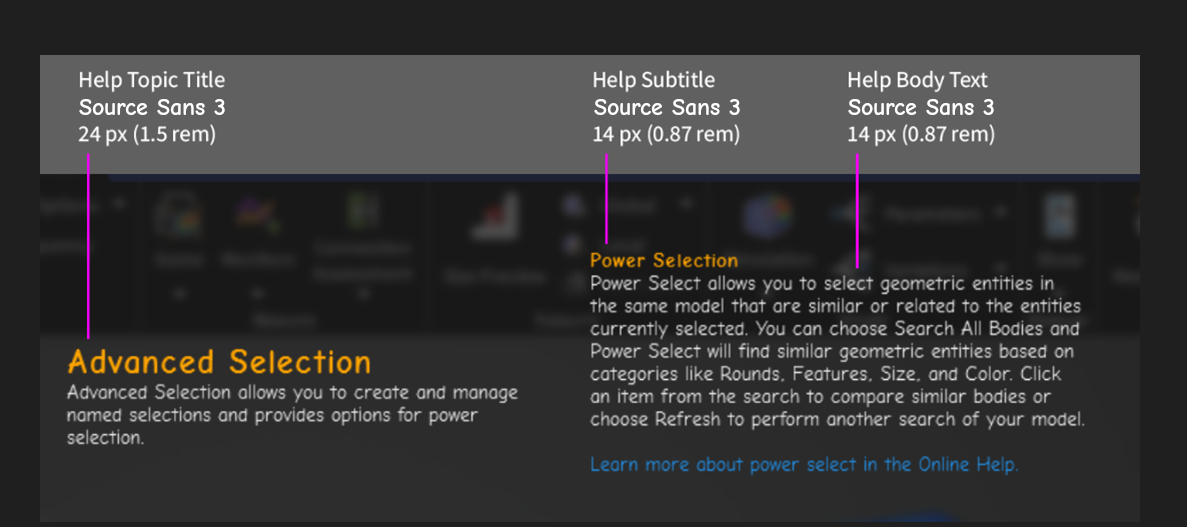 Help Topic Title
Source Sans 3
24 px (1.5 rem)
Help Subtitle
Source Sans 3
14 px (0.87 rem)
Help Body Text
Source Sans 3
14 px (0.87 rem)
Advanced Selection
Advanced Selection allows you to create and manage
named selections and provides options for power
selection.
Power Selection
Power Select allows you to select geometric entities in
the same model that are similar or related to the entities
currently selected. You can choose Search All Bodies and
Power Select will find similar geometric entities based on
categories like Rounds, Features, Size, and Color. Click
an item from the search to compare similar bodies or
choose Refresh to perform another search of your model.
Learn more about power select in the Online Help.